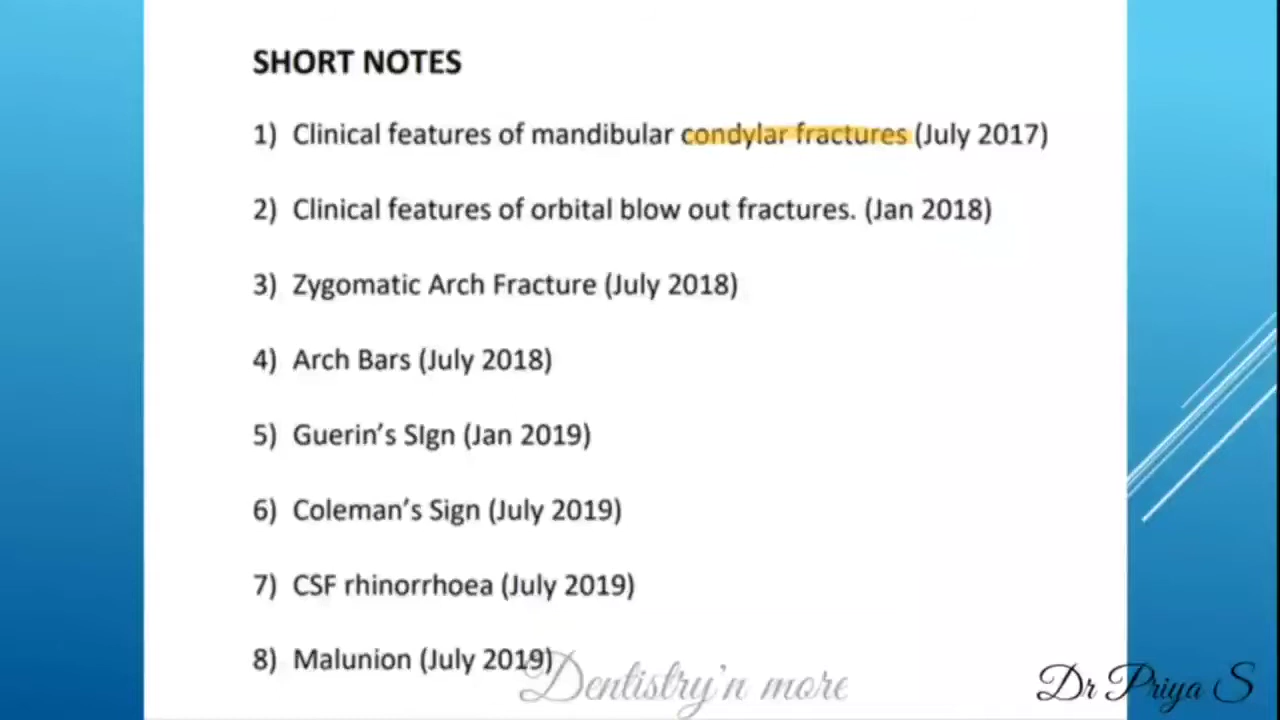 SHORT NOTES
1) Clinical features of mandibular condylar fractures (July 2017)
2) Clinical features of orbital blow out fractures. (Jan 2018)
3) Zygomatic Arch Fracture (July 2018)
4) Arch Bars (July 2018)
5) Guerin's SIgn (Jan 2019)
6) Coleman's Sign (July 2019)
7) CSF rhinorrhoea (July 2019)
8) Malunion (July 2019)
Dentistry'n more
Dr Priya S